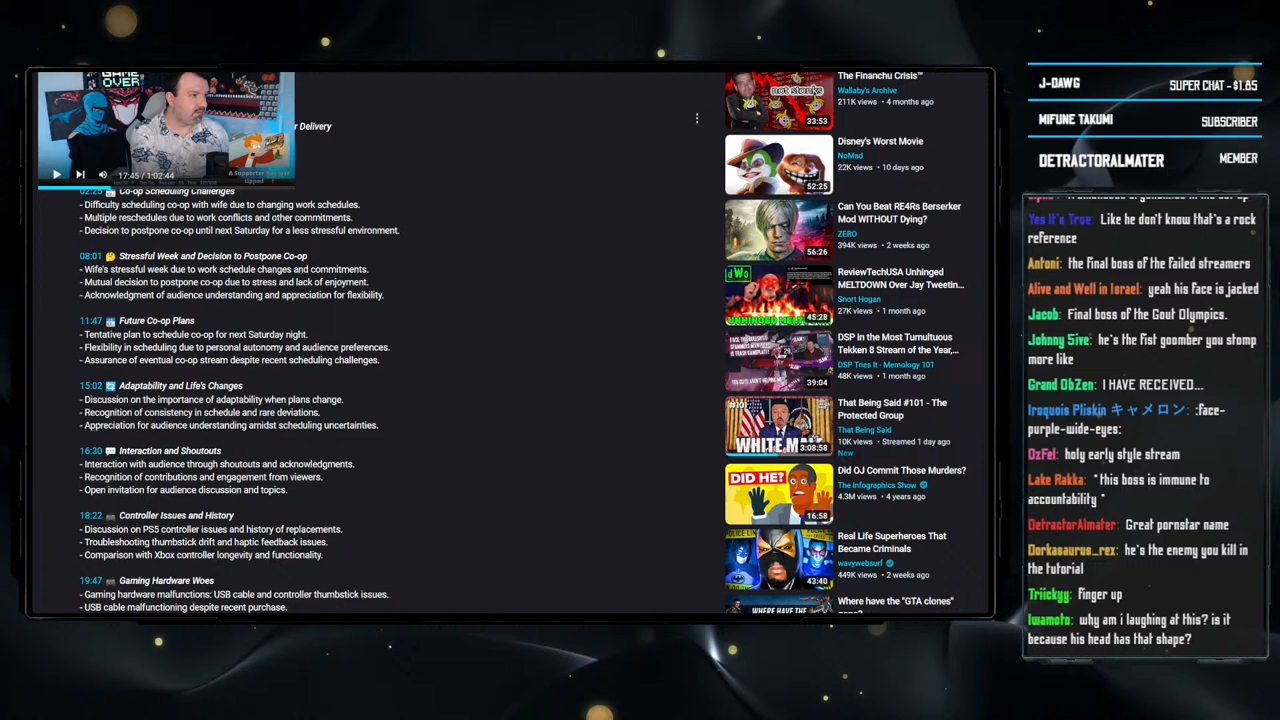 GAME
OVER
r Delivery
17:45 / 1:02:44
A Supporter has just
tipped
02:25 Co-op Scheduling Challenges
- Difficulty scheduling co-op with wife due to changing work schedules.
- Multiple reschedules due to work conflicts and other commitments.
- Decision to postpone co-op until next Saturday for a less stressful environment.
08:01 🤔 Stressful Week and Decision to Postpone Co-op
- Wife's stressful week due to work schedule changes and commitments.
- Mutual decision to postpone co-op due to stress and lack of enjoyment.
- Acknowledgment of audience understanding and appreciation for flexibility.
11:47 📅 Future Co-op Plans
- Tentative plan to schedule co-op for next Saturday night.
- Flexibility in scheduling due to personal autonomy and audience preferences.
- Assurance of eventual co-op stream despite recent scheduling challenges.
15:02 🔄 Adaptability and Life's Changes
- Discussion on the importance of adaptability when plans change.
- Recognition of consistency in schedule and rare deviations.
- Appreciation for audience understanding amidst scheduling uncertainties.
16:30 💬 Interaction and Shoutouts
- Interaction with audience through shoutouts and acknowledgments.
- Recognition of contributions and engagement from viewers.
- Open invitation for audience discussion and topics.
18:22 🎮 Controller Issues and History
- Discussion on PS5 controller issues and history of replacements.
- Troubleshooting thumbstick drift and haptic feedback issues.
- Comparison with Xbox controller longevity and functionality.
19:47 🎮 Gaming Hardware Woes
- Gaming hardware malfunctions: USB cable and controller thumbstick issues.
- USB cable malfunctioning despite recent purchase.
not stonks
33:53
The Financhu Crisis™
Wallaby's Archive
211K views • 4 months ago
52:25
Disney's Worst Movie
NoMad
22K views • 10 days ago
56:26
Can You Beat RE4Rs Berserker
Mod WITHOUT Dying?
ZERO
394K views • 2 weeks ago
dWo
UNHINGED MELT
45:28
ReviewTechUSA Unhinged
MELTDOWN Over Jay Tweetin...
Snort Hogan
27K views • 1 month ago
39:04
DSP in the Most Tumultuous
Tekken 8 Stream of the Year,...
DSP Tries It - Memology 101
48K views • 1 month ago
#101
WHITE MA
3:08:58
That Being Said #101 - The
Protected Group
That Being Said
10K views • Streamed 1 day ago
New
DID HE?
16:58
Did OJ Commit Those Murders?
The Infographics Show
4.3M views • 4 years ago
43:40
Real Life Superheroes That
Became Criminals
wavywebsurf
449K views • 2 weeks ago
WHERE HAVE THE
Where have the "GTA clones"
J-DAWG SUPER CHAT - $1.85
MIFUNE TAKUMI SUBSCRIBER
DETRACTORALMATER MEMBER
Yes It's True: Like he don't know that's a rock
reference
Antoni: the final boss of the failed streamers
Alive and Well in Israel: yeah his face is jacked
Jacob: Final boss of the Gout Olympics.
Johnny 5ive: he's the fist goomber you stomp
more like
Grand ObZen: I HAVE RECEIVED...
Iroquois Pliskin キャメロン: :face-
purple-wide-eyes:
OzFel: holy early style stream
Lake Rakka: "this boss is immune to
accountability "
DetractorAlmater: Great pornstar name
Dorkasaurus_rex: he's the enemy you kill in
the tutorial
Triickyy: finger up
Iwamoto: why am i laughing at this? is it
because his head has that shape?